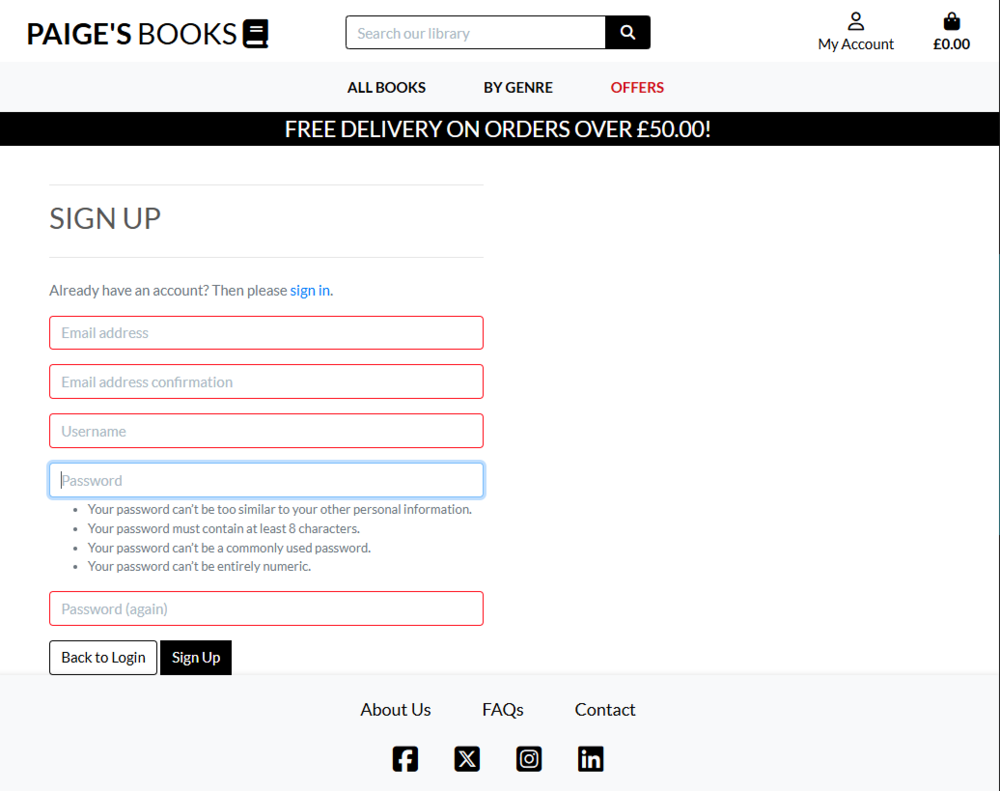 PAIGE'S BOOKS
Search our library
My Account
£0.00
ALL BOOKS
BY GENRE
OFFERS
FREE DELIVERY ON ORDERS OVER £50.00!
SIGN UP
Already have an account? Then please sign in.
Email address
Email address confirmation
Username
Password
• Your password can’t be too similar to your other personal information.
• Your password must contain at least 8 characters.
• Your password can’t be a commonly used password.
• Your password can’t be entirely numeric.
Password (again)
Back to Login
Sign Up
About Us
FAQs
Contact